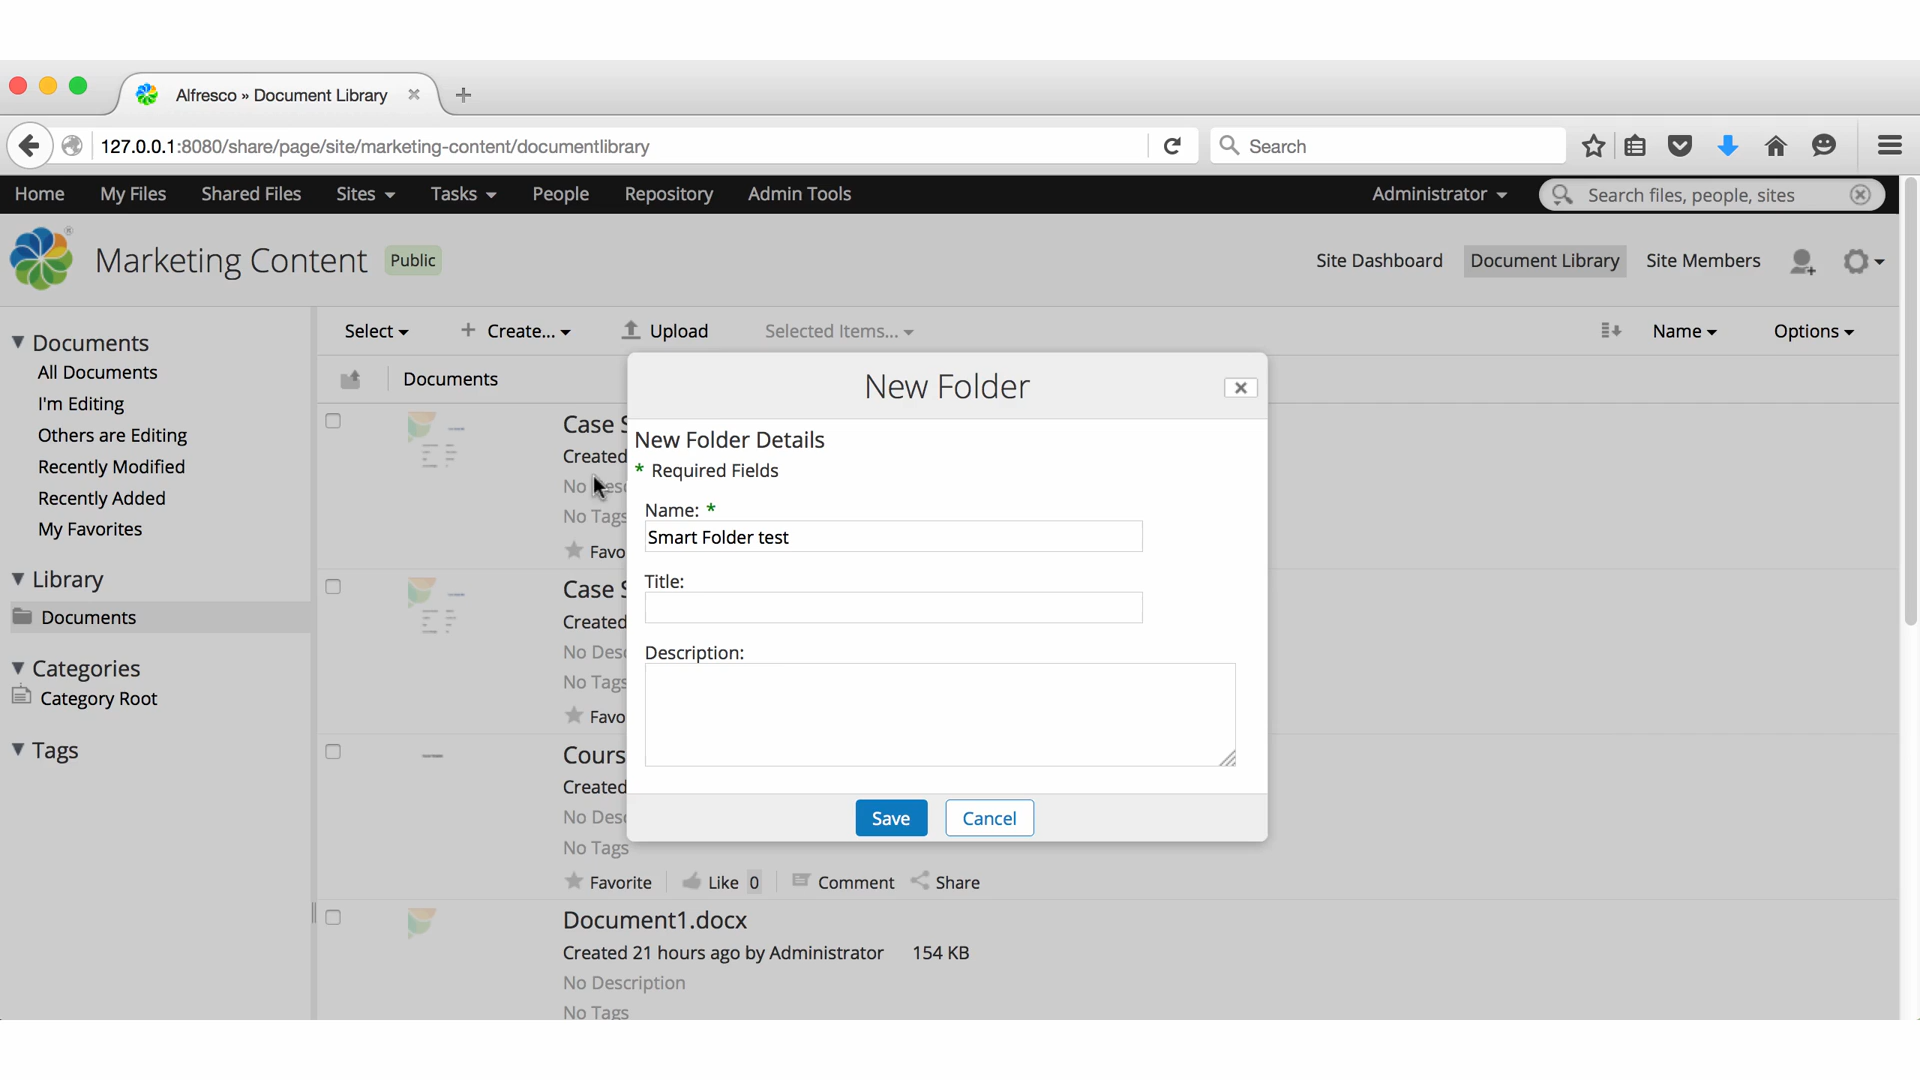 Alfresco » Document Library
127.0.0.1:8080/share/page/site/marketing-content/documentlibrary
Search
Home My Files Shared Files Sites Tasks People Repository Admin Tools Administrator Search files, people, sites
Marketing Content Public Site Dashboard Document Library Site Members
Select + Create... Upload Selected Items... Name Options
Documents
All Documents
I'm Editing
Others are Editing
Recently Modified
Recently Added
My Favorites
Library
Documents
Categories
Category Root
Tags
Documents
Case
Created
No
No Tags
Case
Created
No
No Tags
Created
No
No Tags
Favorite Like 0 Comment Share
Document1.docx
Created 21 hours ago by Administrator 154 KB
No Description
No Tags
New Folder
New Folder Details
* Required Fields
Name: *
Smart Folder test
Title:
Description:
Save Cancel